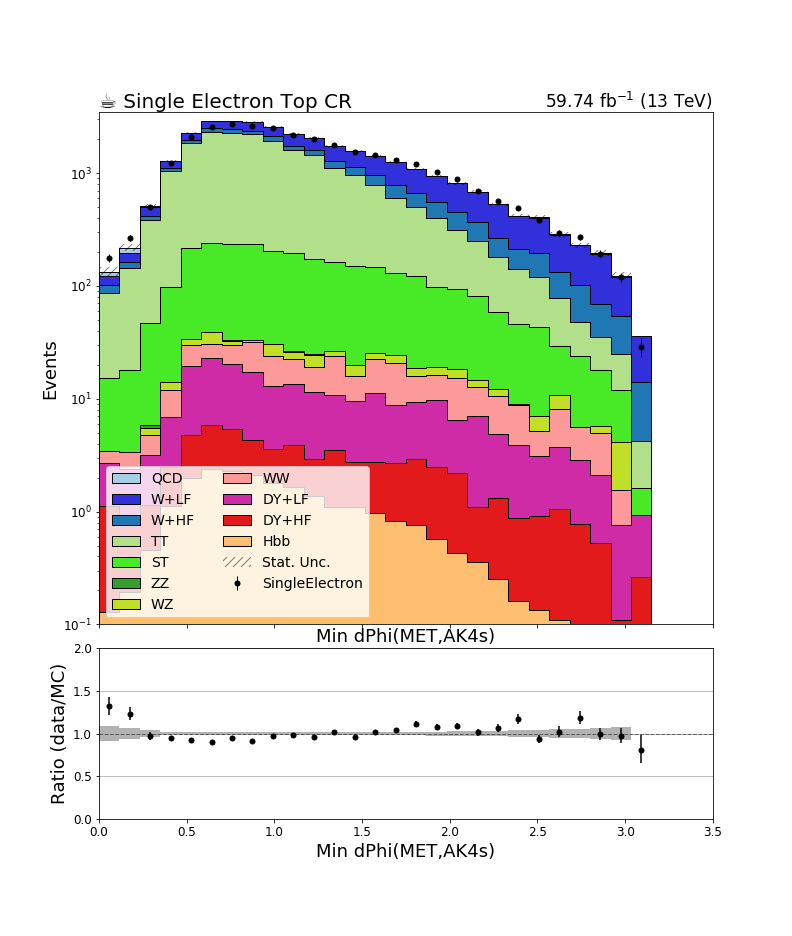 ☕ Single Electron Top CR 59.74 fb⁻¹ (13 TeV)
Events
10³
10²
10¹
10⁰
10⁻¹
QCD WW
W+LF DY+LF
W+HF DY+HF
TT Hbb
ST Stat. Unc.
ZZ SingleElectron
WZ
Min dPhi(MET,AK4s)
Ratio (data/MC)
2.0
1.5
1.0
0.5
0.0
0.0 0.5 1.0 1.5 2.0 2.5 3.0 3.5
Min dPhi(MET,AK4s)